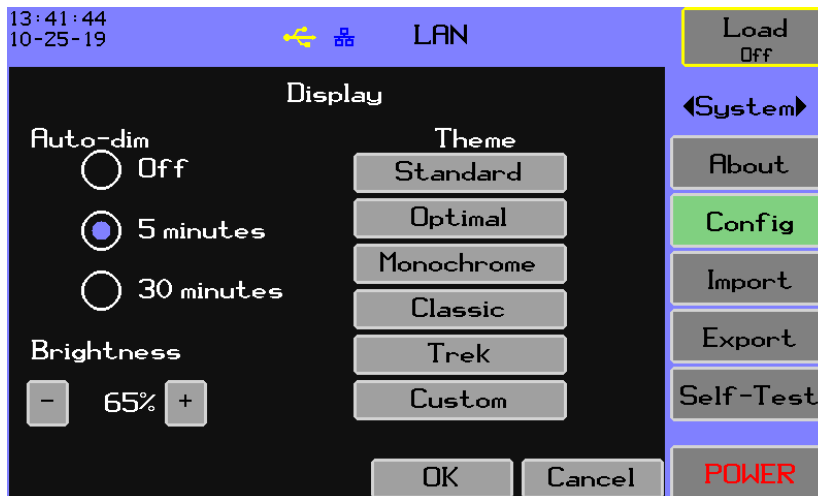 13:41:44
10-25-19
LAN
Load
Off
Display
◀System▶
Auto-dim
Off
5 minutes
30 minutes
Brightness
- 65% +
Theme
Standard
Optimal
Monochrome
Classic
Trek
Custom
OK
Cancel
About
Config
Import
Export
Self-Test
POWER